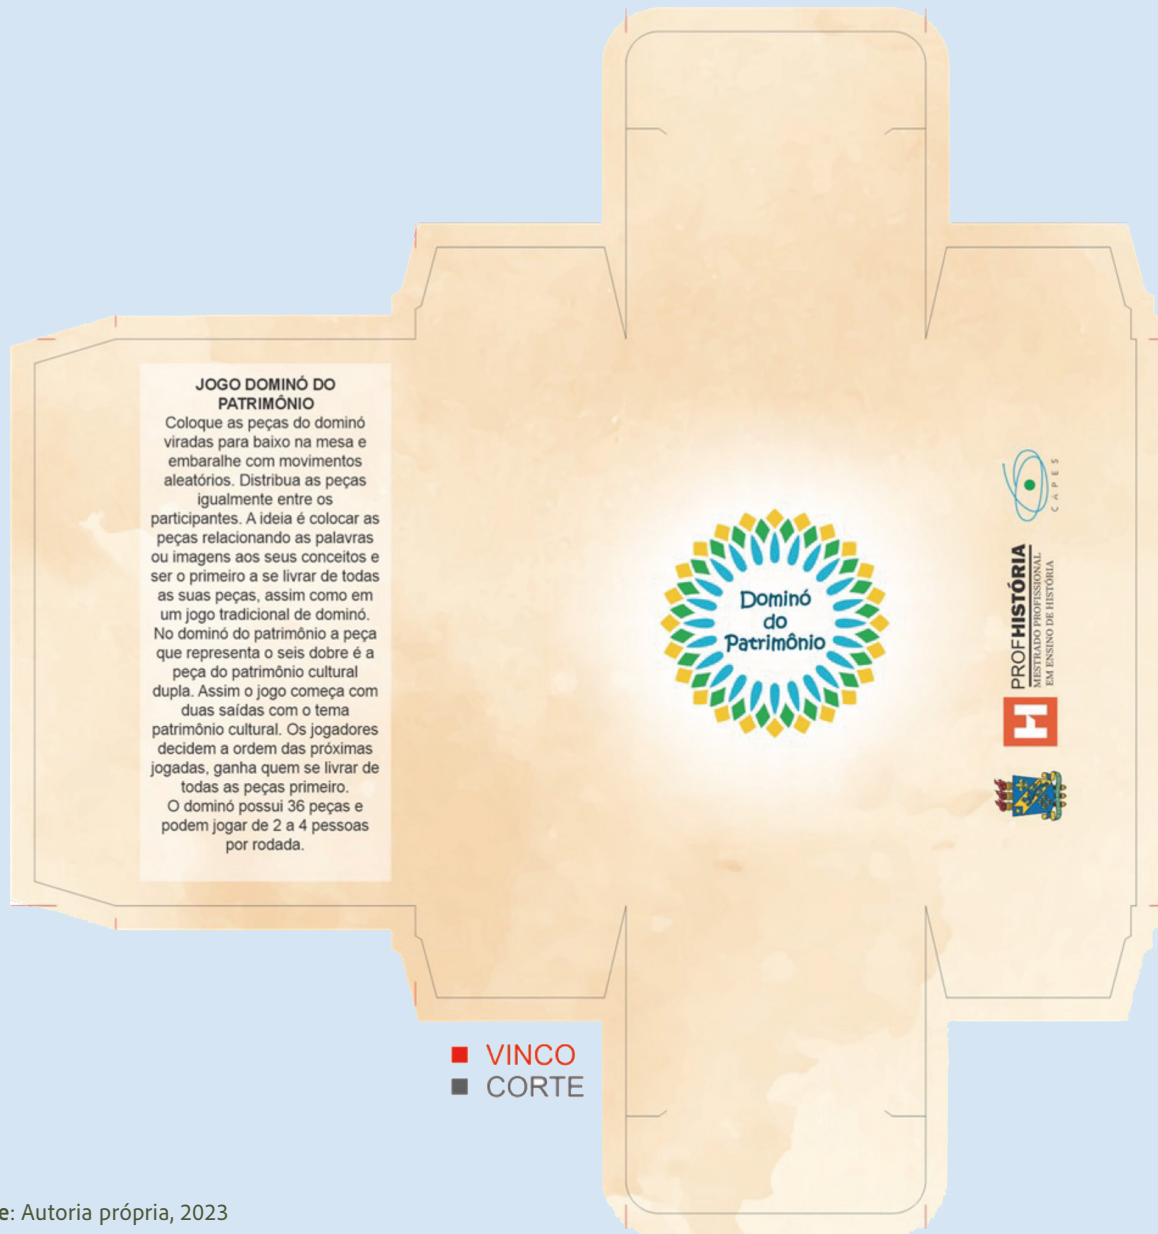 JOGO DOMINÓ DO
PATRIMÔNIO
Coloque as peças do dominó
viradas para baixo na mesa e
embaralhe com movimentos
aleatórios. Distribua as peças
igualmente entre os
participantes. A ideia é colocar as
peças relacionando as palavras
ou imagens aos seus conceitos e
ser o primeiro a se livrar de todas
as suas peças, assim como em
um jogo tradicional de dominó.
No dominó do patrimônio a peça
que representa o seis dobre é a
peça do patrimônio cultural
dupla. Assim o jogo começa com
duas saídas com o tema
patrimônio cultural. Os jogadores
decidem a ordem das próximas
jogadas, ganha quem se livrar de
todas as peças primeiro.
O dominó possui 36 peças e
podem jogar de 2 a 4 pessoas
por rodada.
Dominó
do
Patrimônio
CAPES
H PROFHISTÓRIA
MESTRADO PROFISSIONAL
EM ENSINO DE HISTÓRIA
VINCO
CORTE
e: Autoria própria, 2023